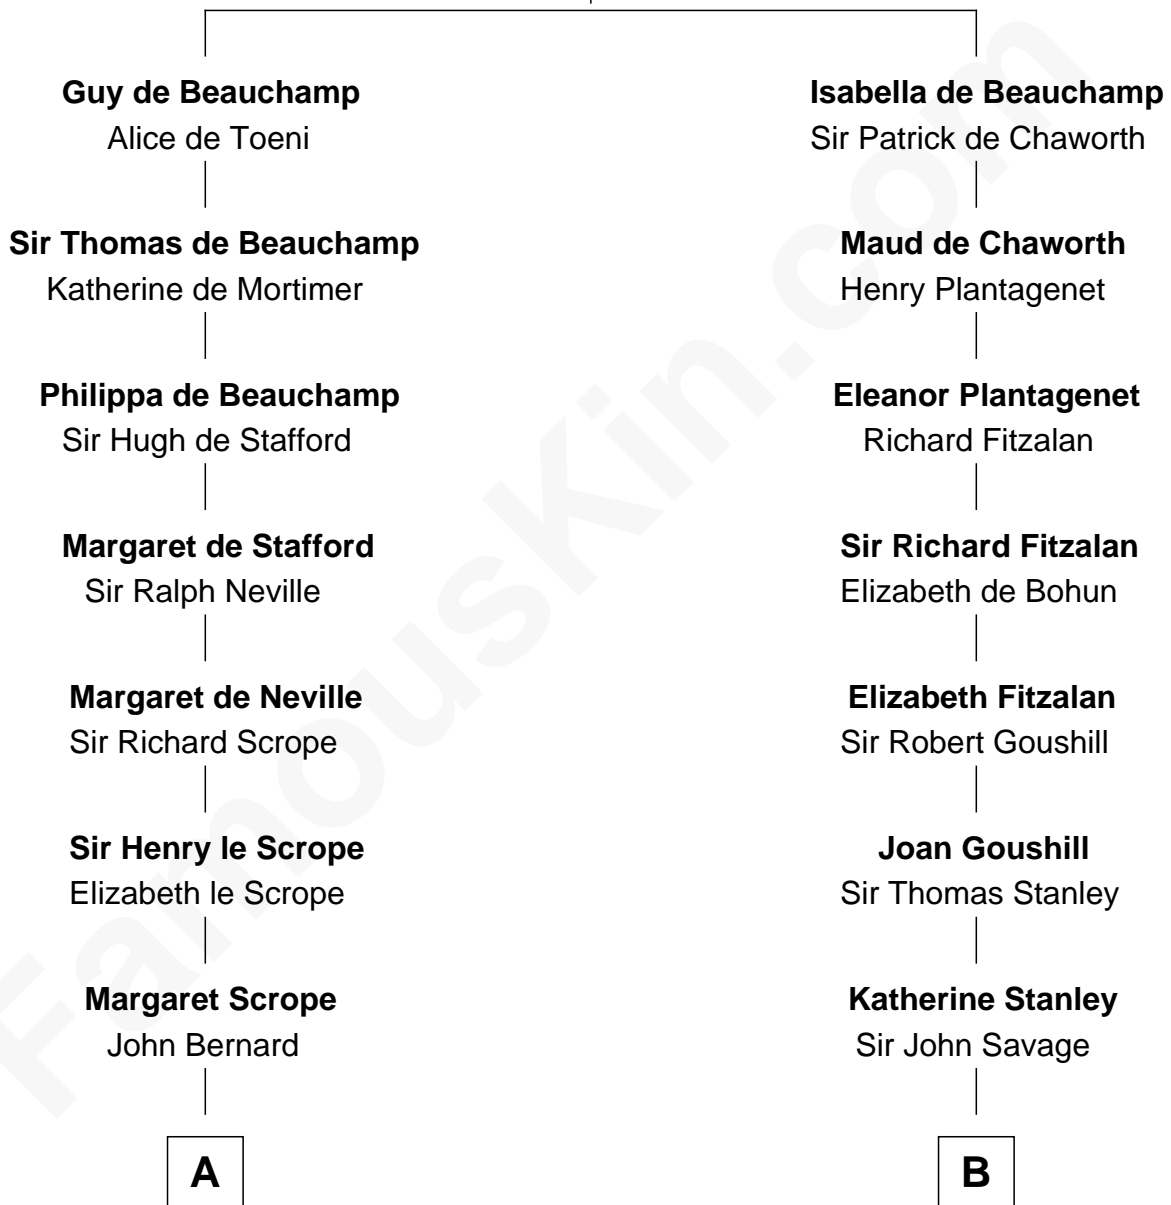 Guy de Beauchamp
Alice de Toeni
Sir Thomas de Beauchamp
Katherine de Mortimer
Philippa de Beauchamp
Sir Hugh de Stafford
Margaret de Stafford
Sir Ralph Neville
Margaret de Neville
Sir Richard Scrope
Sir Henry le Scrope
Elizabeth le Scrope
Margaret Scrope
John Bernard
A
Isabella de Beauchamp
Sir Patrick de Chaworth
Maud de Chaworth
Henry Plantagenet
Eleanor Plantagenet
Richard Fitzalan
Sir Richard Fitzalan
Elizabeth de Bohun
Elizabeth Fitzalan
Sir Robert Goushill
Joan Goushill
Sir Thomas Stanley
Katherine Stanley
Sir John Savage
B
FamousKin.com